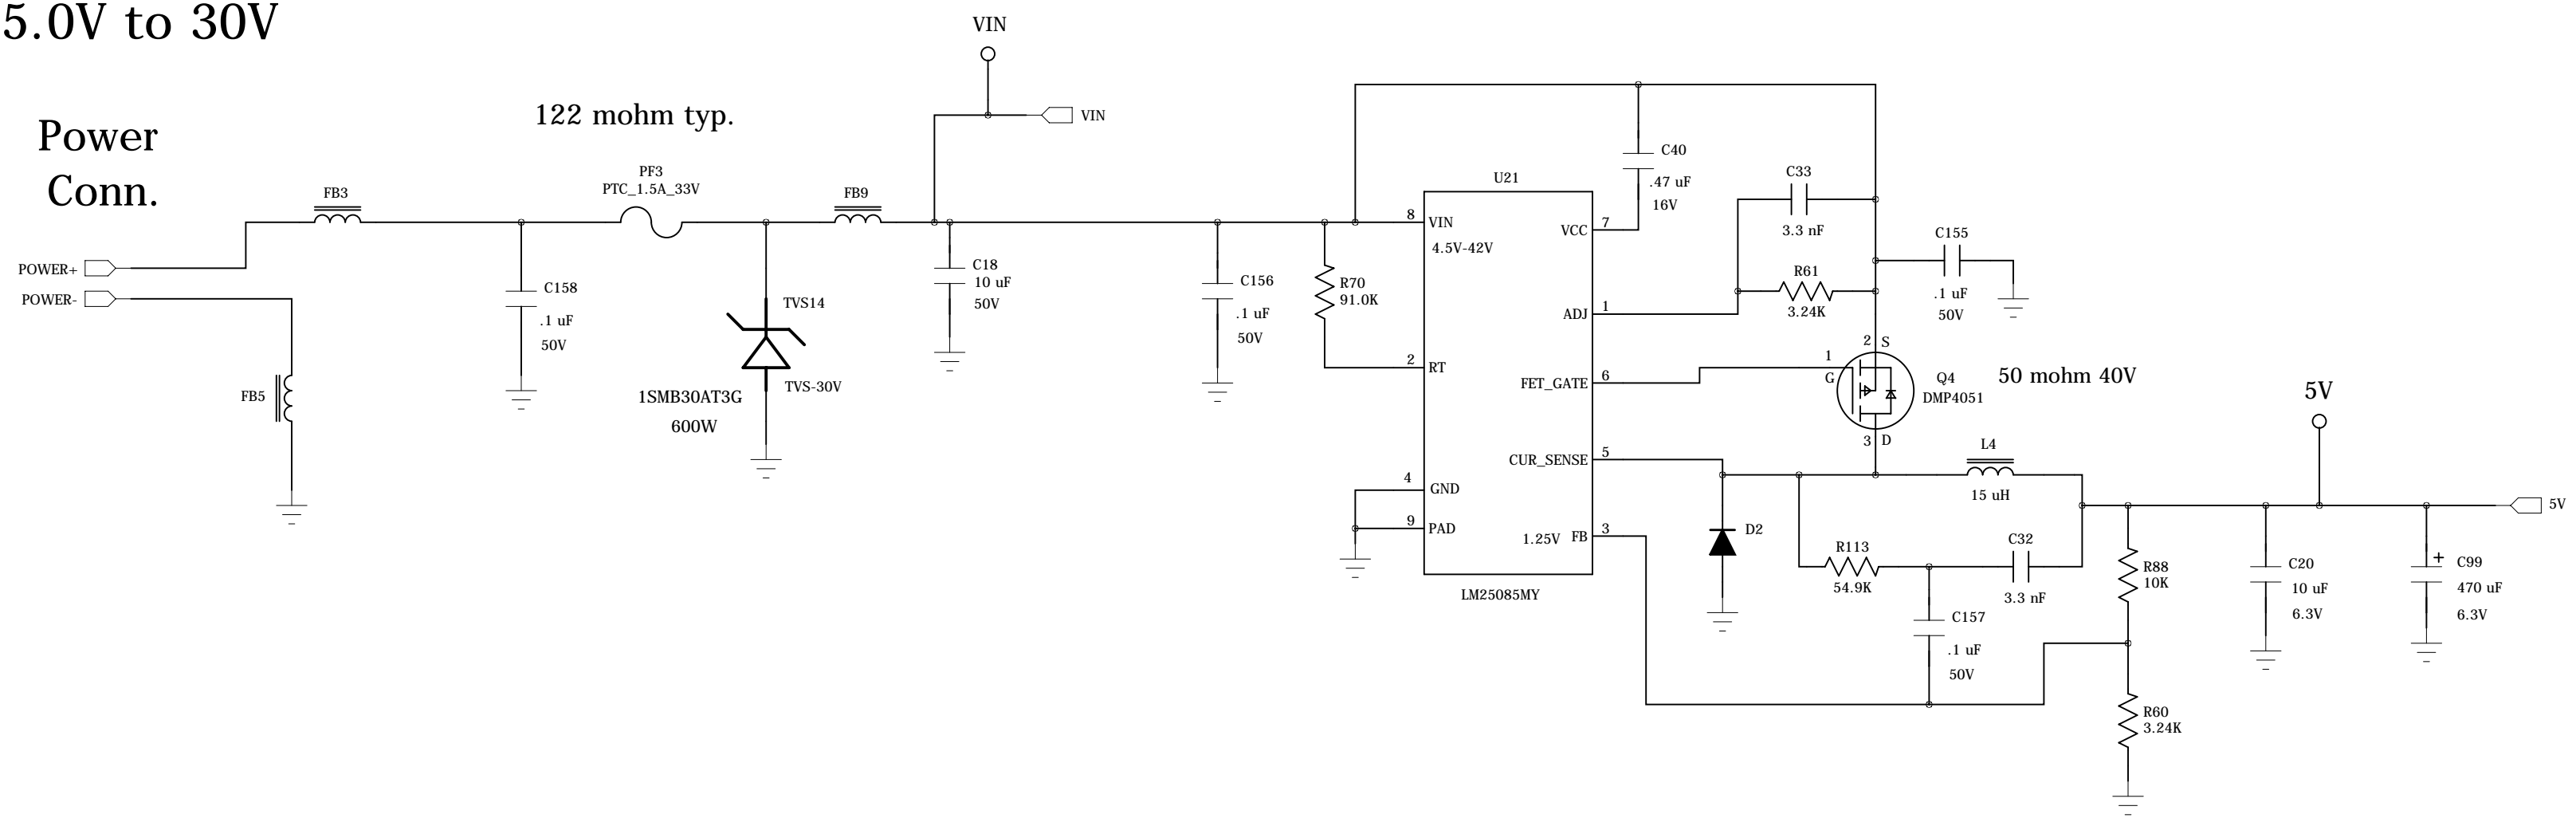 5.0V to 30V
Power
Conn.
POWER+
POWER-
FB3
FB5
C158
.1 uF
50V
122 mohm typ.
PF3
PTC_1.5A_33V
TVS14
TVS-30V
1SMB30AT3G
600W
FB9
VIN
VIN
C18
10 uF
50V
C156
.1 uF
50V
R70
91.0K
U21
8
VIN
4.5V-42V
2
RT
4
GND
9
PAD
VCC
7
ADJ
1
FET_GATE
6
CUR_SENSE
5
1.25V FB
3
LM25085MY
C40
.47 uF
16V
C33
3.3 nF
R61
3.24K
C155
.1 uF
50V
2 S
1
G
3 D
Q4
DMP4051
50 mohm 40V
D2
L4
15 uH
R113
54.9K
C32
3.3 nF
C157
.1 uF
50V
R88
10K
R60
3.24K
5V
5V
C20
10 uF
6.3V
+
C99
470 uF
6.3V